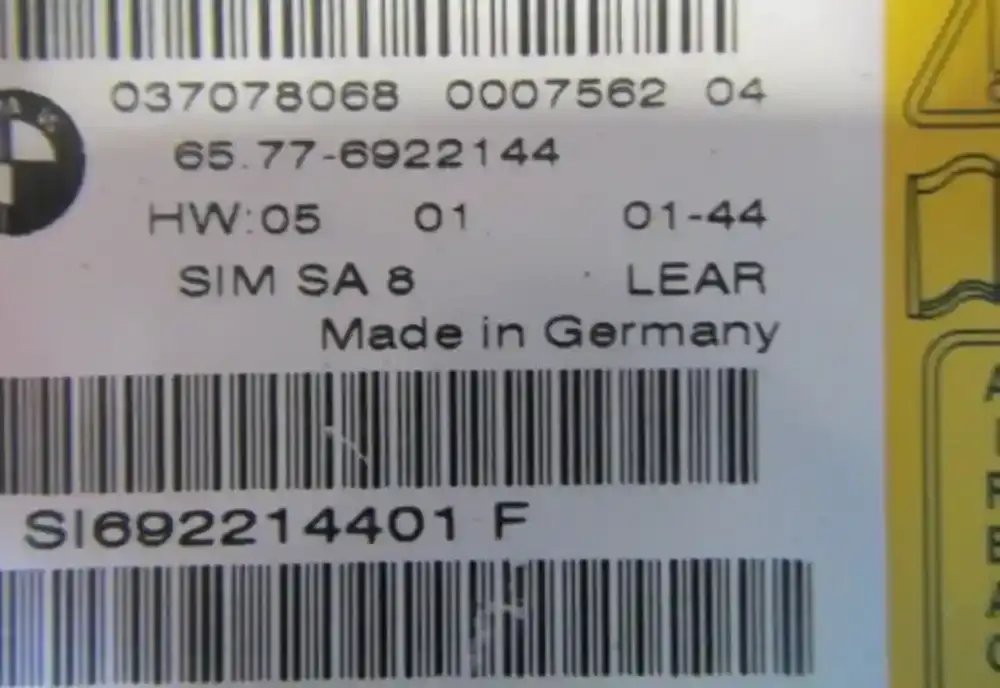 037078068 0007562 04
65.77-6922144
HW:05 01 01-44
SIM SA 8 LEAR
Made in Germany
SI692214401 F